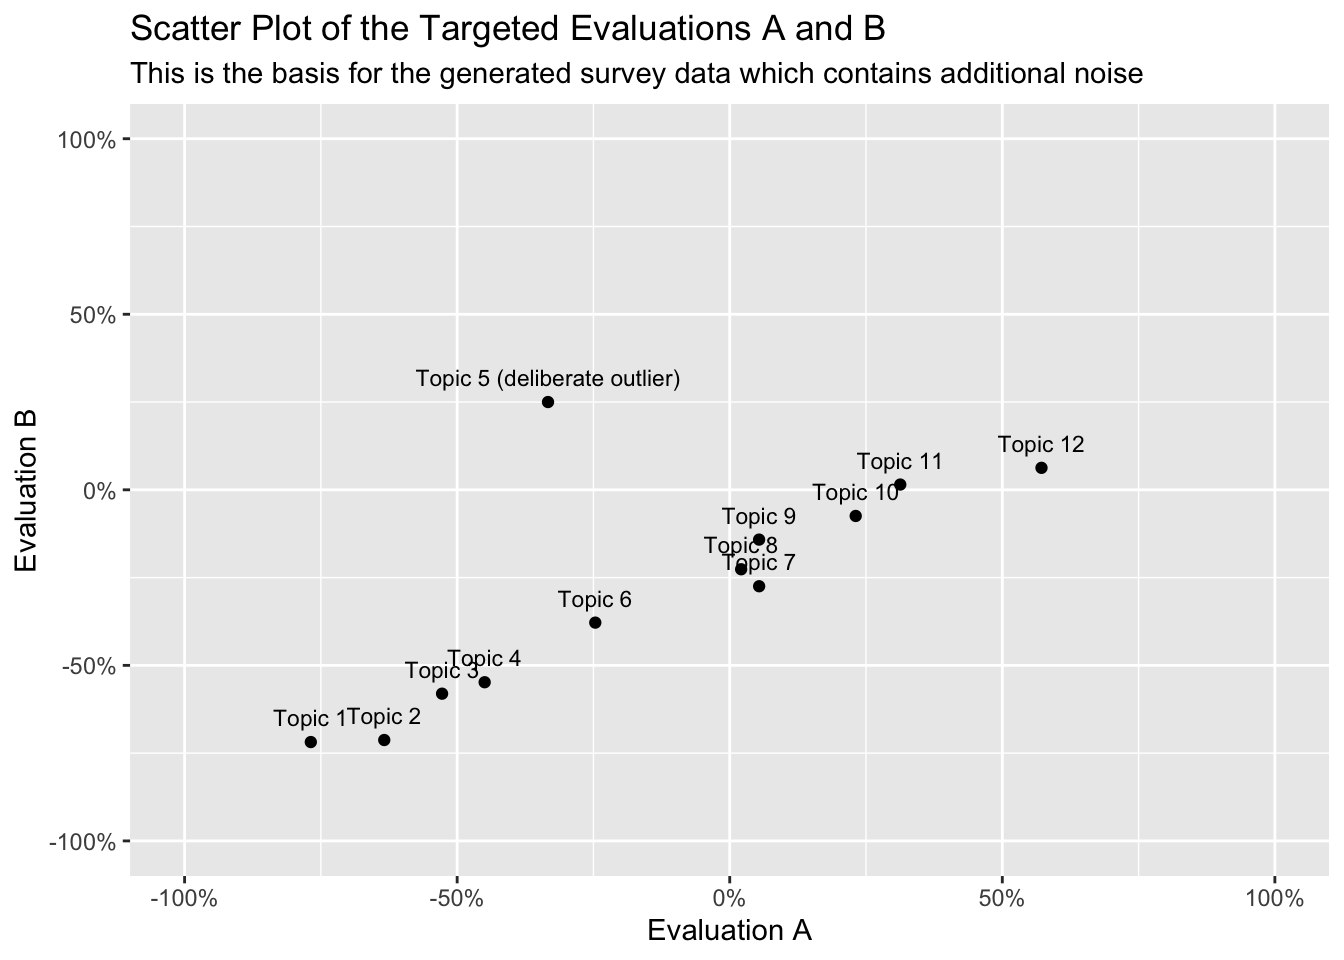 Scatter Plot of the Targeted Evaluations A and B
This is the basis for the generated survey data which contains additional noise
100%
50%
0%
-50%
-100%
Evaluation B
Topic 5 (deliberate outlier)
Topic 12
Topic 11
Topic 10
Topic 9
Topic 8
Topic 7
Topic 6
Topic 4
Topic 3
Topic 1
Topic 2
-100%
-50%
0%
50%
100%
Evaluation A